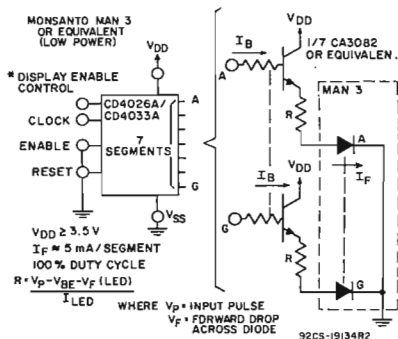 MONSANTO MAN 3
OR EQUIVALENT
(LOW POWER)
VDD
* DISPLAY ENABLE
CONTROL
CLOCK
ENABLE
RESET
CD4026A/
CD4033A
7
SEGMENTS
A
G
VSS
VDD ≥ 3.5 V
IF ≈ 5 mA/SEGMENT
100% DUTY CYCLE
R = VP-VBE-VF (LED)
ILED
WHERE VP = INPUT PULSE
VF = FORWARD DROP
ACROSS DIODE
IB
VDD
A
1/7 CA3082
OR EQUIVALEN.
R
MAN 3
A
IF
IB
VDD
G
R
G
92CS-19134R2